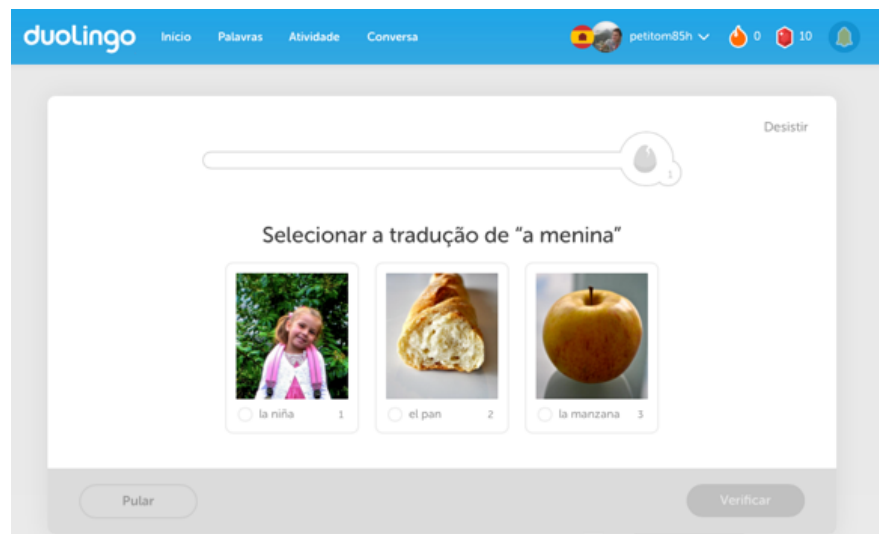 duolingo Início Palavras Atividade Conversa petitom85h 0 10
Desistir
1
Selecionar a tradução de “a menina”
la niña 1 el pan 2 la manzana 3
Pular Verificar